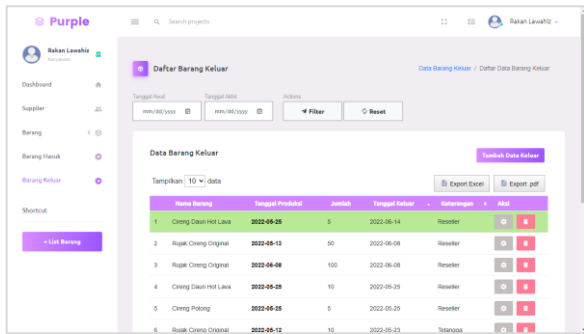 Purple
Search projects
Rakan Lawahiz
Rakan Lawahiz
Karyawan
Dashboard
Supplier
Barang
Barang Masuk
Barang Keluar
Shortcut
+ List Barang
Daftar Barang Keluar
Data Barang Keluar / Daftar Data Barang Keluar
Tanggal Awal Tanggal Akhir Actions
mm/dd/yyyy mm/dd/yyyy Filter Reset
Data Barang Keluar
Tambah Data Keluar
Tampilkan 10 data
Export Excel Export .pdf
Nama Barang Tanggal Produksi Jumlah Tanggal Keluar Keterangan Aksi
1 Cireng Daun Hot Lava 2022-05-25 5 2022-06-14 Reseller
2 Rujak Cireng Original 2022-05-13 50 2022-06-08 Reseller
3 Rujak Cireng Original 2022-06-08 100 2022-06-08 Reseller
4 Cireng Daun Hot Lava 2022-05-25 10 2022-05-25 Reseller
5 Cireng Potong 2022-05-25 5 2022-05-25 Reseller
6 Rujak Cireng Original 2022-05-12 10 2022-05-23 Tetangga